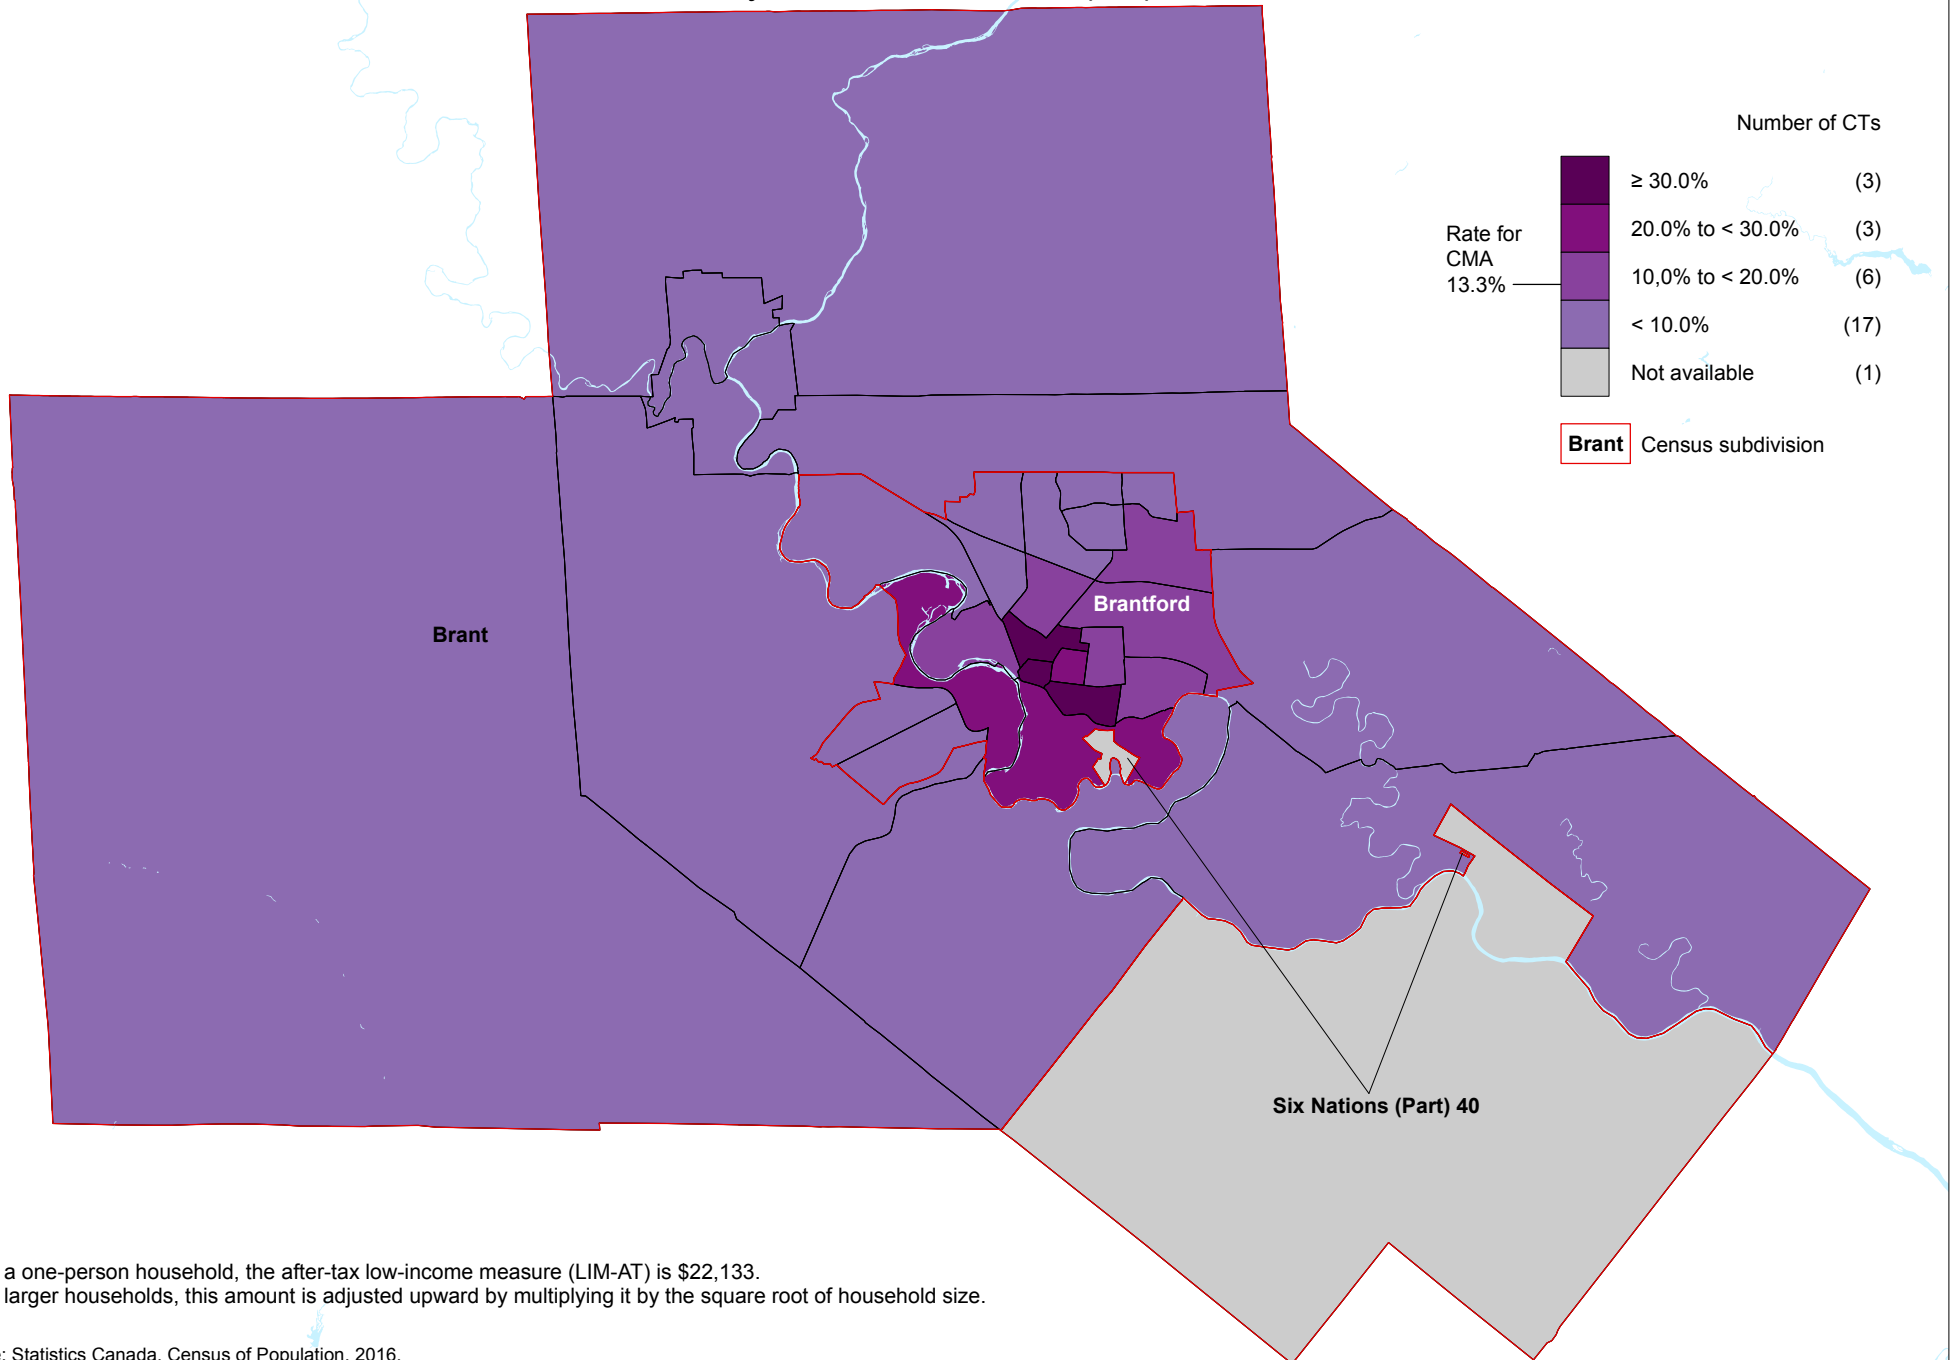 Number of CTs
≥ 30.0% (3)
20.0% to < 30.0% (3)
Rate for
CMA
13.3%
10,0% to < 20.0% (6)
< 10.0% (17)
Not available (1)
Brant Census subdivision
Brantford
Brant
Six Nations (Part) 40
a one-person household, the after-tax low-income measure (LIM-AT) is $22,133.
larger households, this amount is adjusted upward by multiplying it by the square root of household size.
: Statistics Canada, Census of Population, 2016.